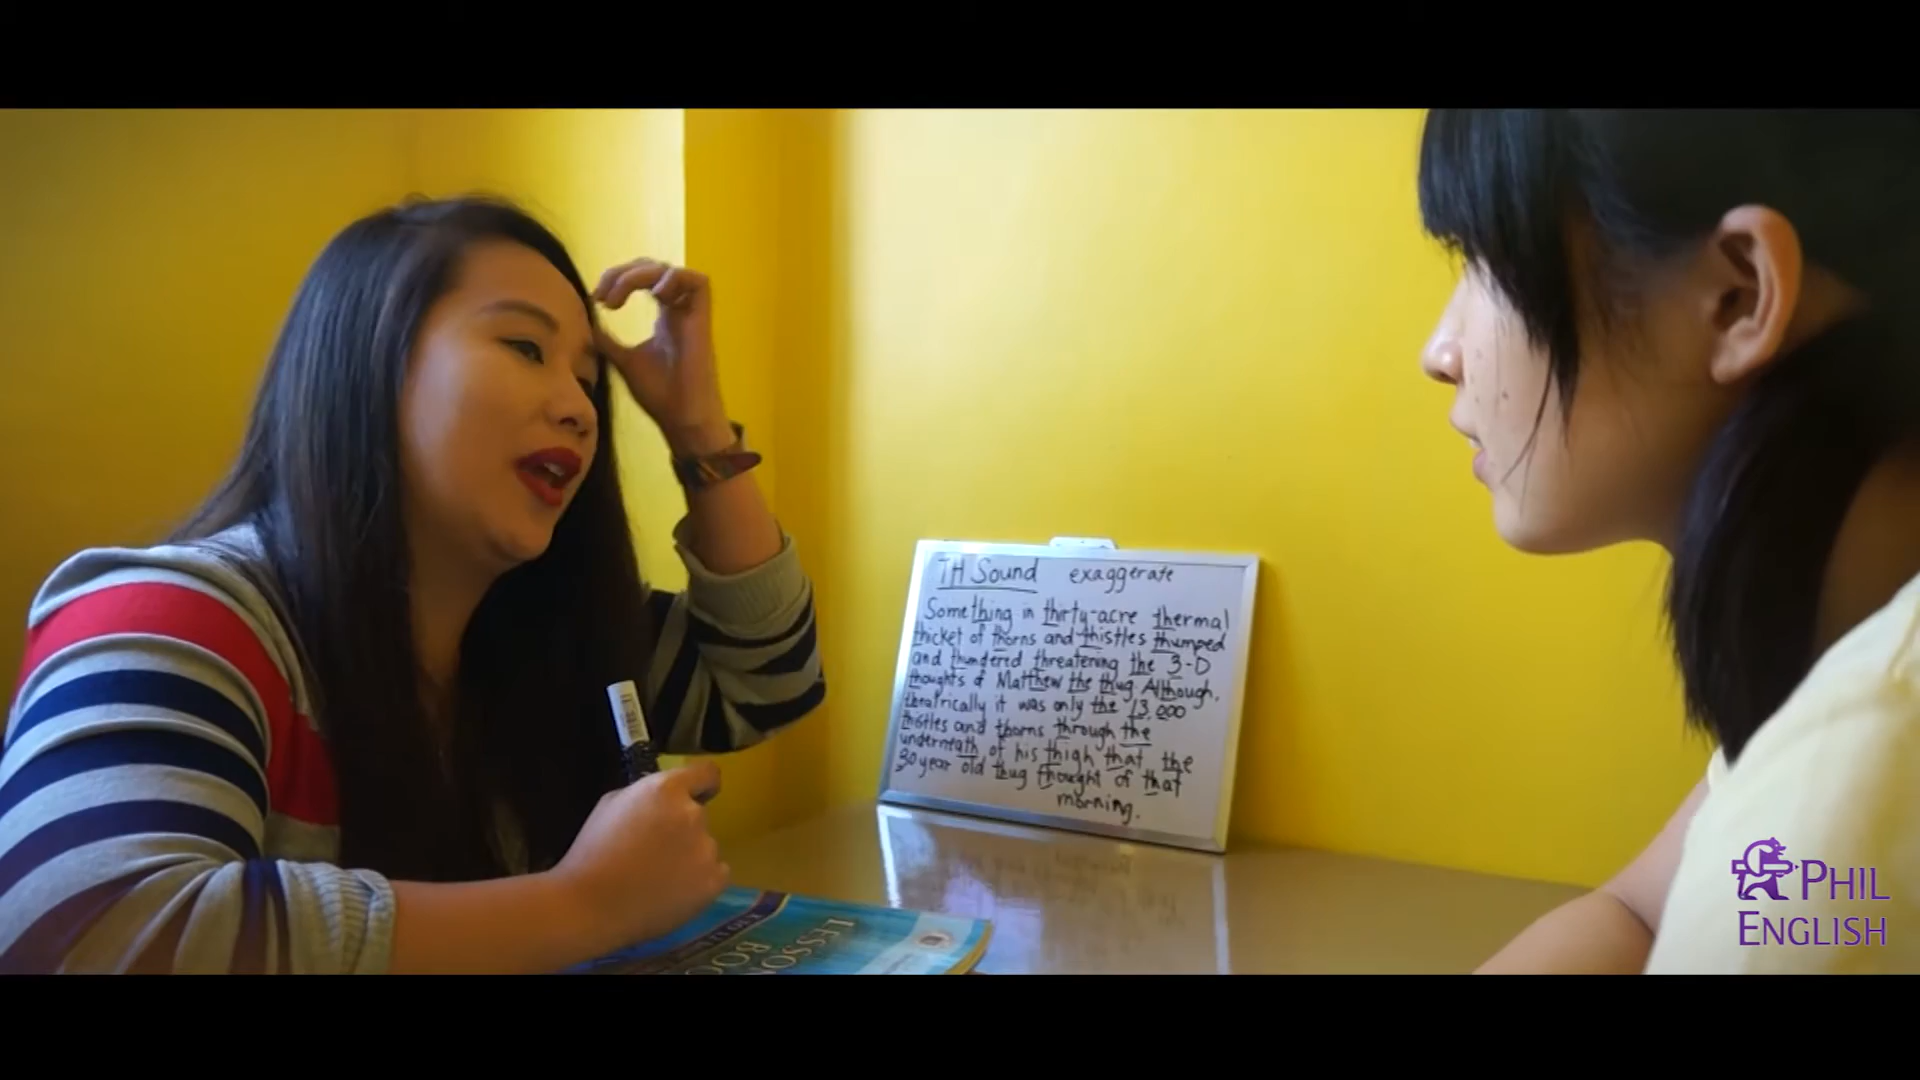 TH Sound exaggerate
Something in thirty-acre thermal
thicket of thorns and thistles thumped
and thundered threatening the 3-D
thoughts of Matthew the thug. Although,
theatrically it was only the 13,000
thistles and thorns through the
underneath of his thigh that the
30 year old thug thought of that
morning.
LESSON
PHIL
ENGLISH